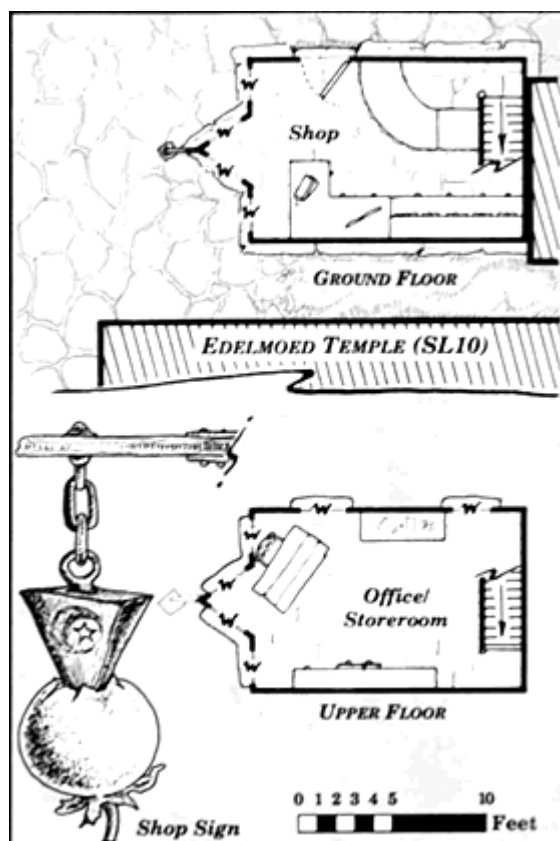 W
W
Shop
W
W
GROUND FLOOR
EDELMOED TEMPLE (SL10)
W
W
W
W
Office/
Storeroom
W
W
UPPER FLOOR
0 1 2 3 4 5 10
Feet
Shop Sign